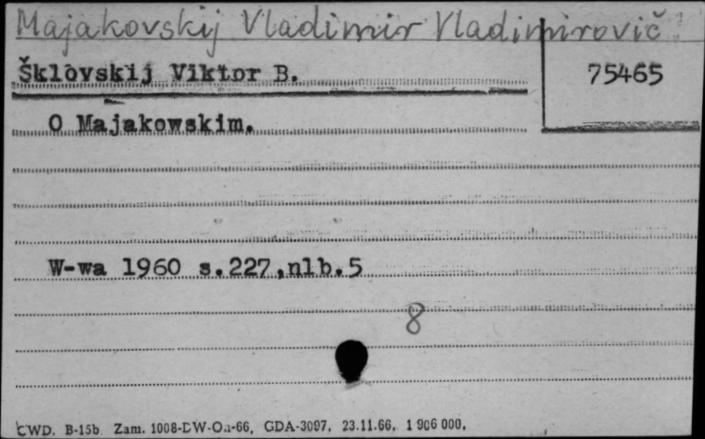 Majakovskij Vladimir Vladimirovič
Šklovskij Viktor B.
75465
O Majakowskim.
W-wa 1960 s.227,nlb.5
8
CWD. B-15b Zam. 1008-DW-Oa-66, GDA-3097, 23.11.66, 1 906 000,